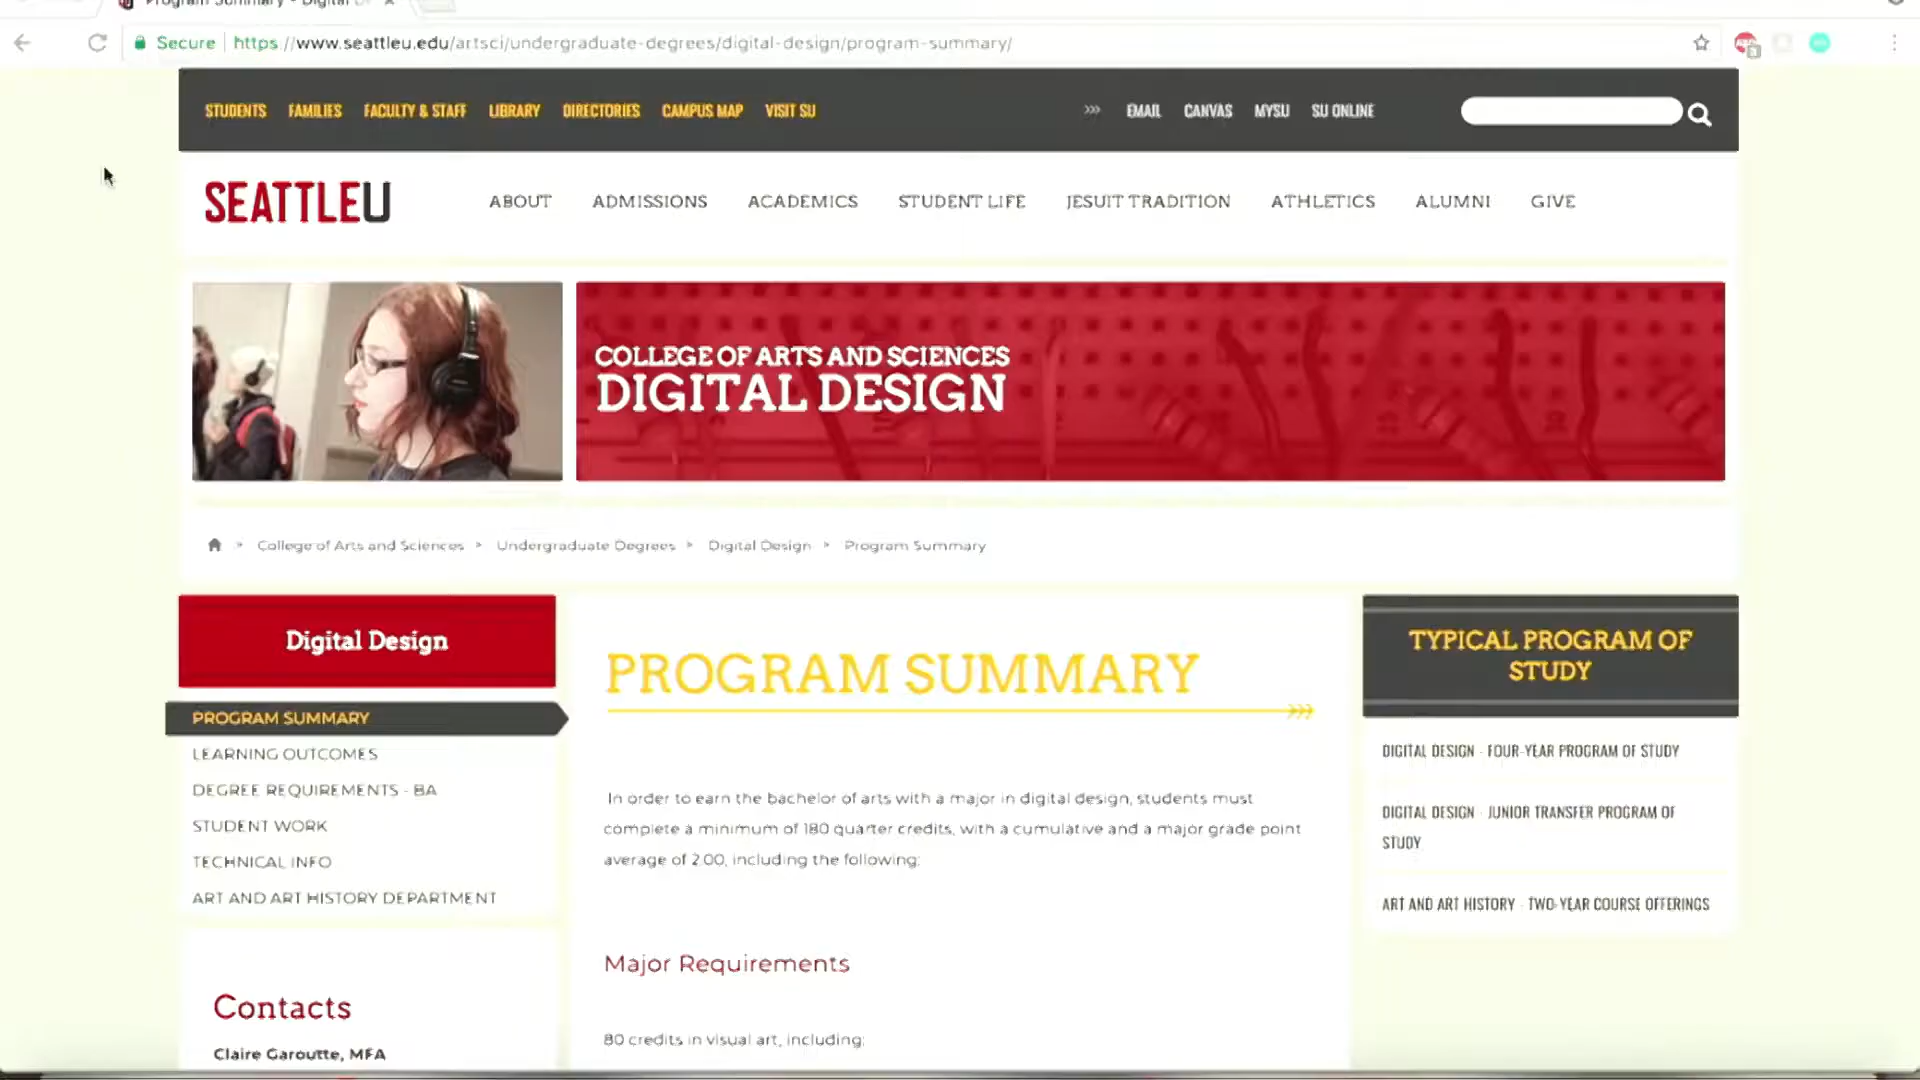 Program Summary - Digital De
Secure https://www.seattleu.edu/artsci/undergraduate-degrees/digital-design/program-summary/
STUDENTS FAMILIES FACULTY & STAFF LIBRARY DIRECTORIES CAMPUS MAP VISIT SU >>> EMAIL CANVAS MYSU SU ONLINE
SEATTLEU ABOUT ADMISSIONS ACADEMICS STUDENT LIFE JESUIT TRADITION ATHLETICS ALUMNI GIVE
COLLEGE OF ARTS AND SCIENCES
DIGITAL DESIGN
> College of Arts and Sciences > Undergraduate Degrees > Digital Design > Program Summary
Digital Design
PROGRAM SUMMARY
LEARNING OUTCOMES
DEGREE REQUIREMENTS - BA
STUDENT WORK
TECHNICAL INFO
ART AND ART HISTORY DEPARTMENT
Contacts
Claire Garoutte, MFA
PROGRAM SUMMARY
In order to earn the bachelor of arts with a major in digital design, students must
complete a minimum of 180 quarter credits, with a cumulative and a major grade point
average of 2.00, including the following:
Major Requirements
80 credits in visual art, including:
TYPICAL PROGRAM OF
STUDY
DIGITAL DESIGN - FOUR-YEAR PROGRAM OF STUDY
DIGITAL DESIGN - JUNIOR TRANSFER PROGRAM OF
STUDY
ART AND ART HISTORY - TWO-YEAR COURSE OFFERINGS